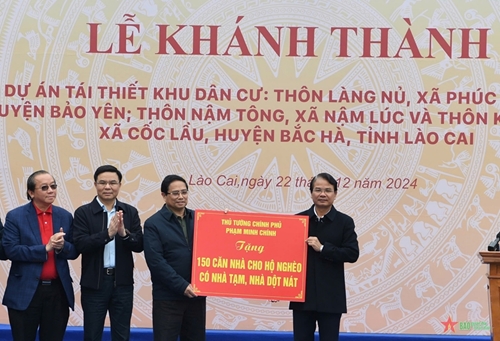 LỄ KHÁNH THÀNH
DỰ ÁN TÁI THIẾT KHU DÂN CƯ: THÔN LÀNG NỦ, XÃ PHÚC
UYỆN BẢO YÊN; THÔN NẬM TÔNG, XÃ NẬM LÚC VÀ THÔN K
XÃ CỐC LẦU, HUYỆN BẮC HÀ, TỈNH LÀO CAI
Lào Cai, ngày 22 tháng 12 năm 2024
THỦ TƯỚNG CHÍNH PHỦ
PHẠM MINH CHÍNH
Tặng
150 CĂN NHÀ CHO HỘ NGHÈO
CÓ NHÀ TẠM, NHÀ DỘT NÁT